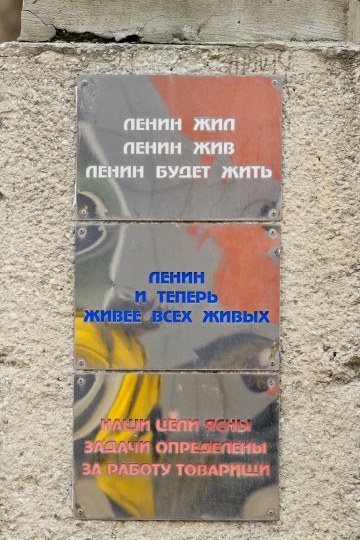 ЛЕНИН ЖИЛ
ЛЕНИН ЖИВ
ЛЕНИН БУДЕТ ЖИТЬ
ЛЕНИН
И ТЕПЕРЬ
ЖИВЕЕ ВСЕХ ЖИВЫХ
НАШИ ЦЕЛИ ЯСНЫ
ЗАДАЧИ ОПРЕДЕЛЕНЫ
ЗА РАБОТУ ТОВАРИЩИ